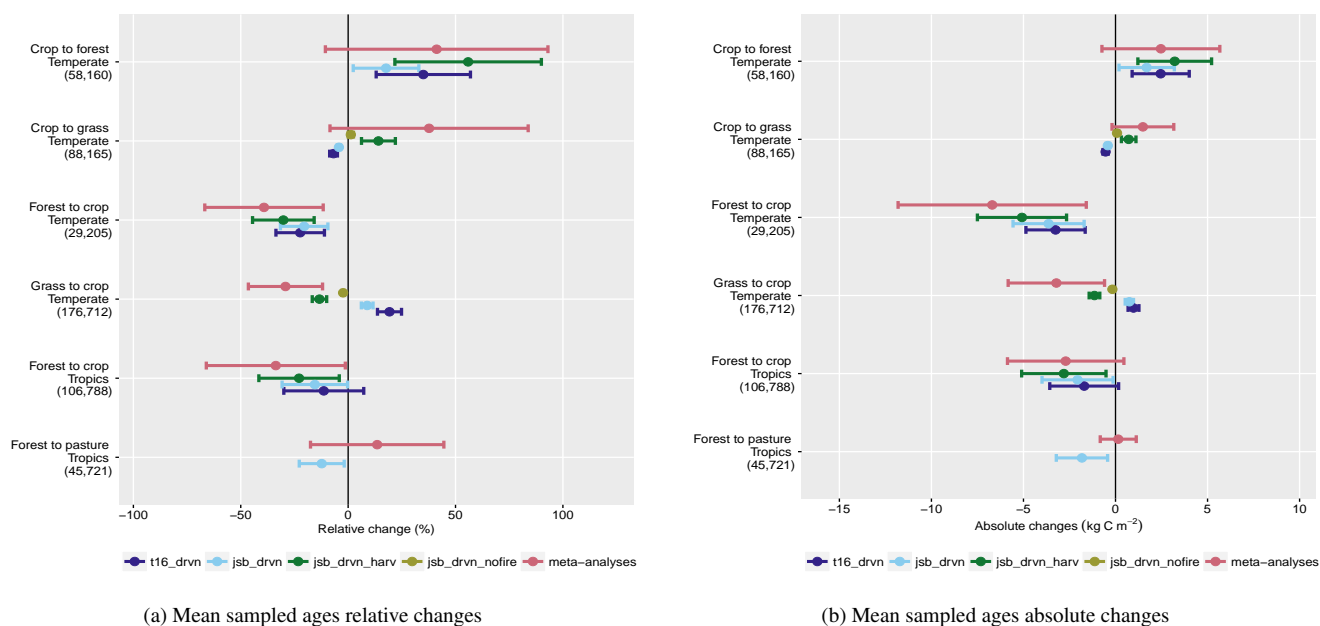 Crop to forest
Temperate
(58,160)
Crop to grass
Temperate
(88,165)
Forest to crop
Temperate
(29,205)
Grass to crop
Temperate
(176,712)
Forest to crop
Tropics
(106,788)
Forest to pasture
Tropics
(45,721)
−100 −50 0 50 100
Relative change (%)
t16_drvn jsb_drvn jsb_drvn_harv jsb_drvn_nofire meta−analyses
(a) Mean sampled ages relative changes
Crop to forest
Temperate
(58,160)
Crop to grass
Temperate
(88,165)
Forest to crop
Temperate
(29,205)
Grass to crop
Temperate
(176,712)
Forest to crop
Tropics
(106,788)
Forest to pasture
Tropics
(45,721)
−15 −10 −5 0 5 10
Absolute changes (kg C m⁻²)
t16_drvn jsb_drvn jsb_drvn_harv jsb_drvn_nofire meta−analyses
(b) Mean sampled ages absolute changes